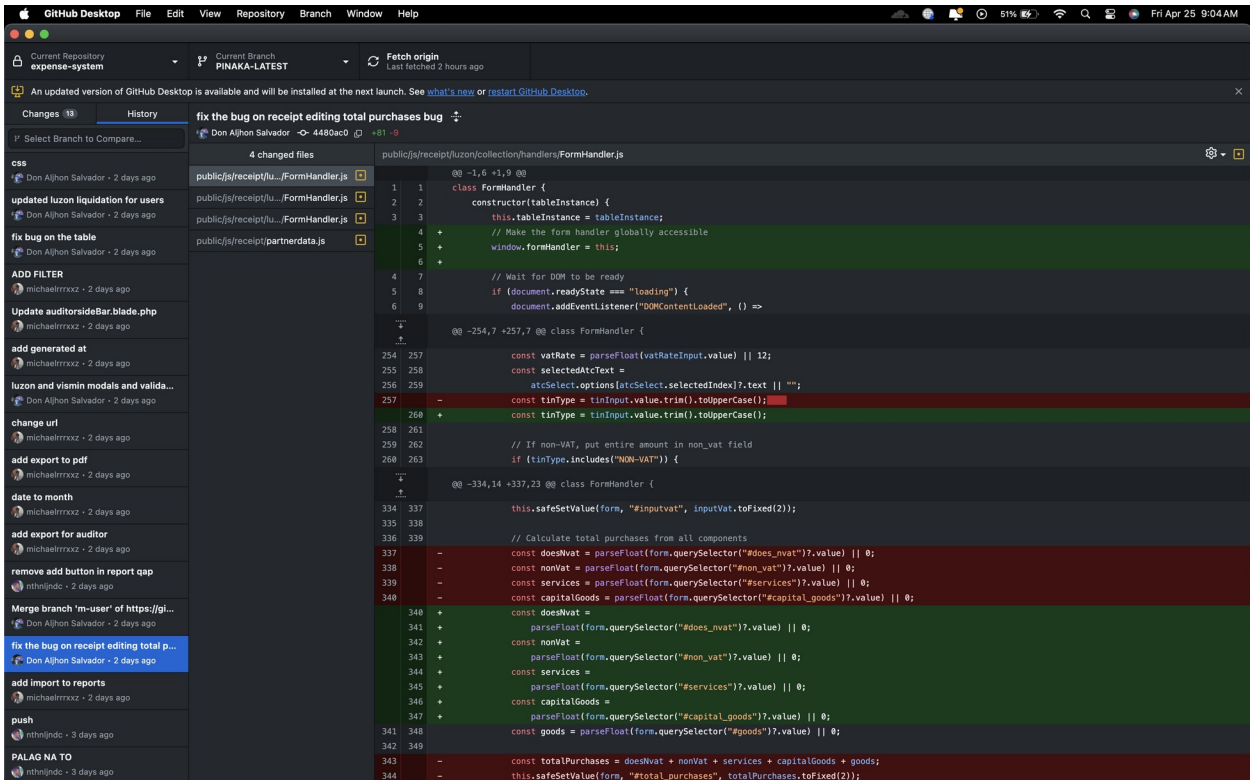 GitHub Desktop File Edit View Repository Branch Window Help 51% Fri Apr 25 9:04 AM
Current Repository
expense-system
Current Branch
PINAKA-LATEST
Fetch origin
Last fetched 2 hours ago
An updated version of GitHub Desktop is available and will be installed at the next launch. See what's new or restart GitHub Desktop.
Changes 13 History
Select Branch to Compare...
css
Don Aljhon Salvador • 2 days ago
updated luzon liquidation for users
Don Aljhon Salvador • 2 days ago
fix bug on the table
Don Aljhon Salvador • 2 days ago
ADD FILTER
michaelrrrxxz • 2 days ago
Update auditorsideBar.blade.php
michaelrrrxxz • 2 days ago
add generated at
michaelrrrxxz • 2 days ago
luzon and vismin modals and valida...
michaelrrrxxz • 2 days ago
change url
michaelrrrxxz • 2 days ago
add export to pdf
michaelrrrxxz • 2 days ago
date to month
michaelrrrxxz • 2 days ago
add export for auditor
michaelrrrxxz • 2 days ago
remove add button in report qap
nthnljndc • 2 days ago
Merge branch 'm-user' of https://gi...
Don Aljhon Salvador • 2 days ago
fix the bug on receipt editing total p...
Don Aljhon Salvador • 2 days ago
add import to reports
michaelrrrxxz • 2 days ago
push
nthnljndc • 3 days ago
PALAG NA TO
nthnljndc • 3 days ago
fix the bug on receipt editing total purchases bug
Don Aljhon Salvador 4480ac0 +81 -9
4 changed files
public/js/receipt/lu.../FormHandler.js
public/js/receipt/lu.../FormHandler.js
public/js/receipt/lu.../FormHandler.js
public/js/receipt/partnerdata.js
public/js/receipt/luzon/collection/handlers/FormHandler.js
@@ -1,6 +1,9 @@
1 1 class FormHandler {
2 2 constructor(tableInstance) {
3 3 this.tableInstance = tableInstance;
4 + // Make the form handler globally accessible
5 + window.formHandler = this;
6 +
4 7 // Wait for DOM to be ready
5 8 if (document.readyState === "loading") {
6 9 document.addEventListener("DOMContentLoaded", () =>
@@ -254,7 +257,7 @@ class FormHandler {
254 257 const vatRate = parseFloat(vatRateInput.value) || 12;
255 258 const selectedAtcText =
256 259 atcSelect.options[atcSelect.selectedIndex]?.text || "";
257 - const tinType = tinInput.value.trim().toUpperCase();
260 + const tinType = tinInput.value.trim().toUpperCase();
258 261
259 262 // If non-VAT, put entire amount in non_vat field
260 263 if (tinType.includes("NON-VAT")) {
@@ -334,14 +337,23 @@ class FormHandler {
334 337 this.safeSetValue(form, "#inputvat", inputVat.toFixed(2));
335 338
336 339 // Calculate total purchases from all components
337 - const doesNvat = parseFloat(form.querySelector("#does_nvat")?.value) || 0;
338 - const nonVat = parseFloat(form.querySelector("#non_vat")?.value) || 0;
339 - const services = parseFloat(form.querySelector("#services")?.value) || 0;
340 - const capitalGoods = parseFloat(form.querySelector("#capital_goods")?.value) || 0;
340 + const doesNvat =
341 + parseFloat(form.querySelector("#does_nvat")?.value) || 0;
342 + const nonVat =
343 + parseFloat(form.querySelector("#non_vat")?.value) || 0;
344 + const services =
345 + parseFloat(form.querySelector("#services")?.value) || 0;
346 + const capitalGoods =
347 + parseFloat(form.querySelector("#capital_goods")?.value) || 0;
341 348 const goods = parseFloat(form.querySelector("#goods")?.value) || 0;
342 349
343 - const totalPurchases = doesNvat + nonVat + services + capitalGoods + goods;
344 - this.safeSetValue(form, "#total_purchases", totalPurchases.toFixed(2));